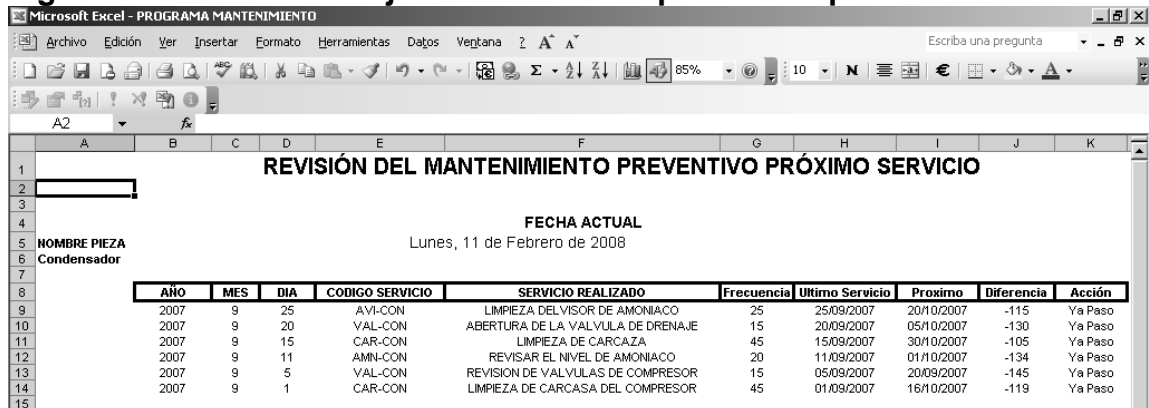 Microsoft Excel - PROGRAMA MANTENIMIENTO
Archivo Edición Ver Insertar Formato Herramientas Datos Ventana ? Escriba una pregunta
85% 10 N €
A2 fx
A B C D E F G H I J K
1 REVISIÓN DEL MANTENIMIENTO PREVENTIVO PRÓXIMO SERVICIO
2
3
4 FECHA ACTUAL
5 NOMBRE PIEZA Lunes, 11 de Febrero de 2008
6 Condensador
7
8 AÑO MES DIA CODIGO SERVICIO SERVICIO REALIZADO Frecuencia Ultimo Servicio Proximo Diferencia Acción
9 2007 9 25 AVI-CON LIMPIEZA DELVISOR DE AMONIACO 25 25/09/2007 20/10/2007 -115 Ya Paso
10 2007 9 20 VAL-CON ABERTURA DE LA VALVULA DE DRENAJE 15 20/09/2007 05/10/2007 -130 Ya Paso
11 2007 9 15 CAR-CON LIMPIEZA DE CARCAZA 45 15/09/2007 30/10/2007 -105 Ya Paso
12 2007 9 11 AMN-CON REVISAR EL NIVEL DE AMONIACO 20 11/09/2007 01/10/2007 -134 Ya Paso
13 2007 9 5 VAL-CON REVISION DE VALVULAS DE COMPRESOR 15 05/09/2007 20/09/2007 -145 Ya Paso
14 2007 9 1 CAR-CON LIMPIEZA DE CARCASA DEL COMPRESOR 45 01/09/2007 16/10/2007 -119 Ya Paso
15